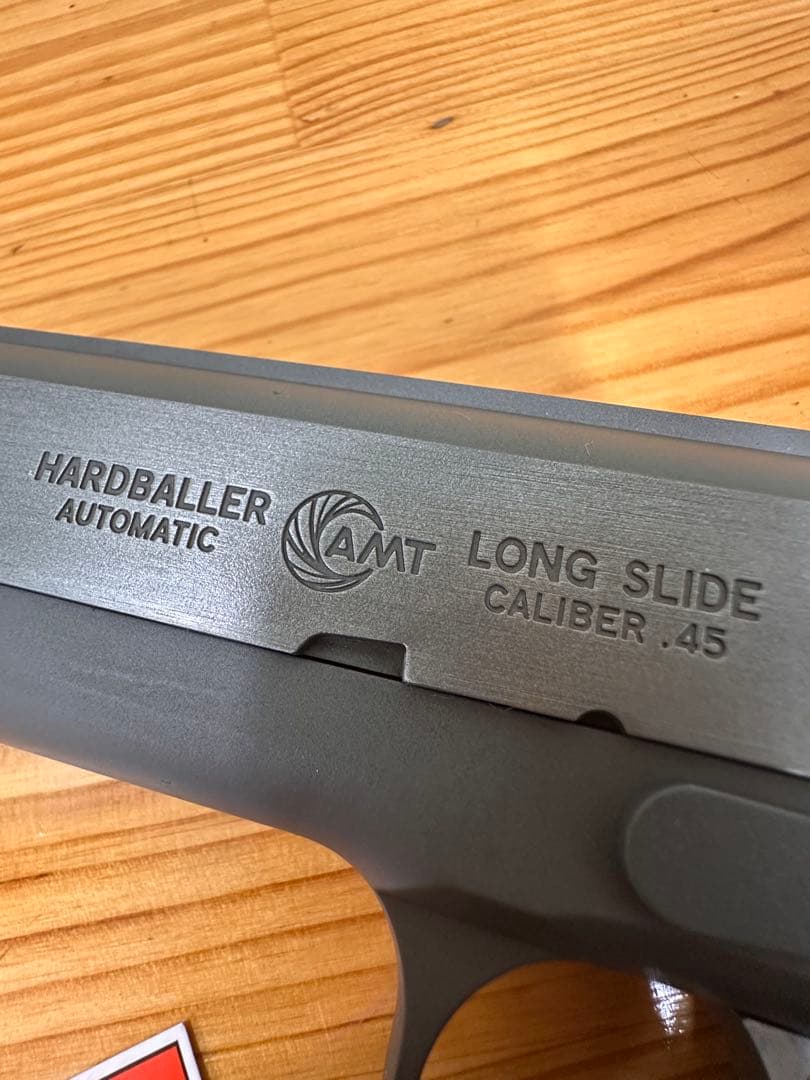 HARDBALLER
AUTOMATIC
AMT
LONG SLIDE
CALIBER .45